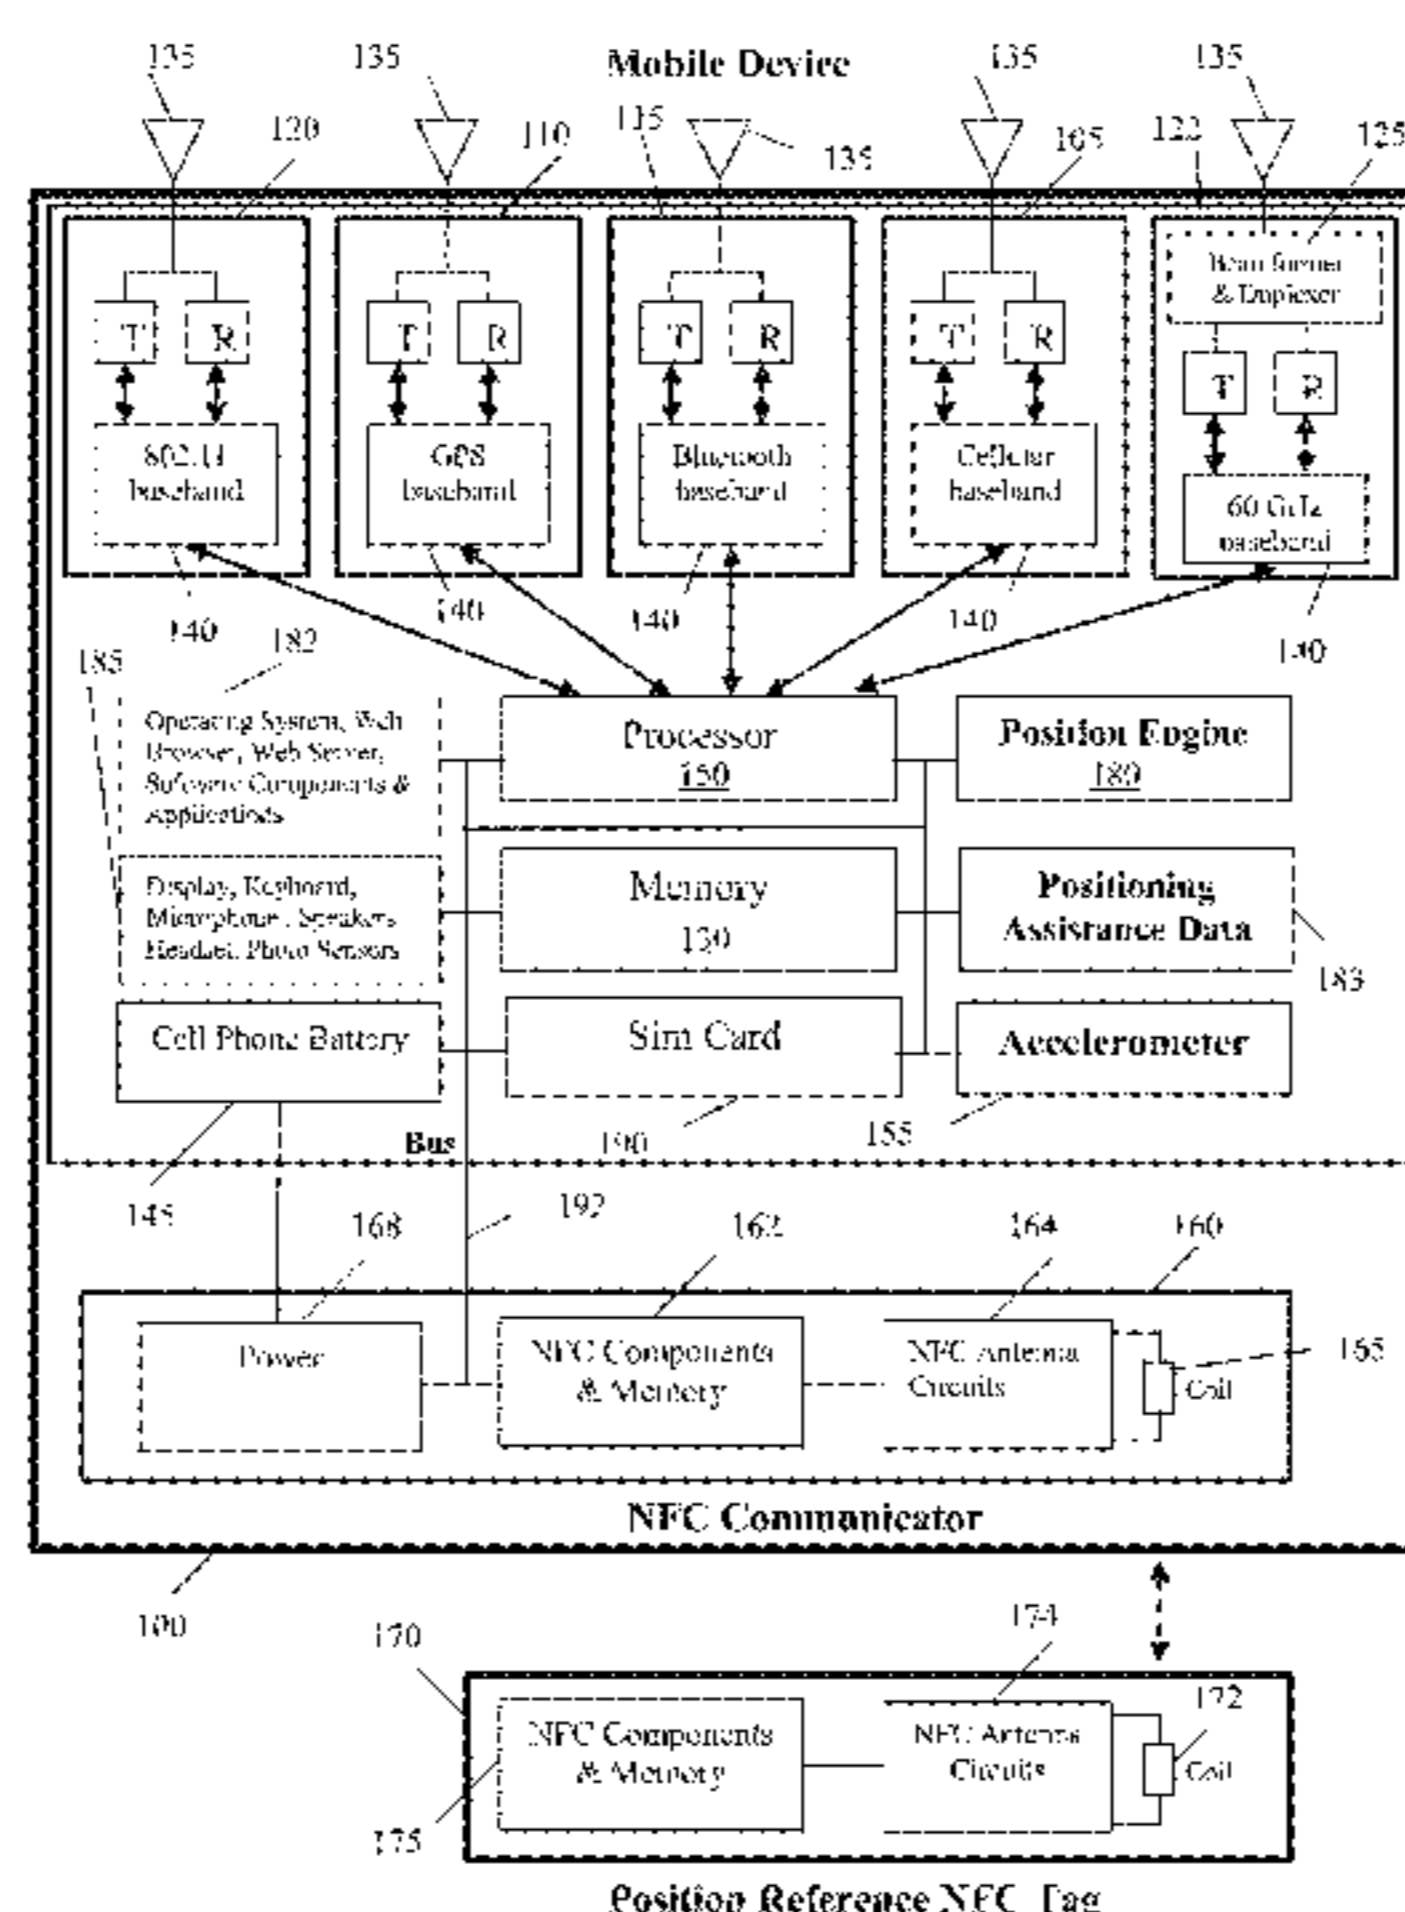 135
135
Mobile Device
135
135
120
110
115
135
105
122
125
Beam former
& Duplexer
T
R
T
R
T
R
T
R
T
R
802.11
baseband
GPS
baseband
Bluetooth
baseband
Cellular
baseband
60 GHz
baseband
140
140
140
140
140
182
185
Operating System, Web
Browser, Web Server,
Software Components &
Applications
Processor
150
Position Engine
180
Display, Keyboard,
Microphone, Speakers
Headset, Photo Sensors
Memory
130
Positioning
Assistance Data
183
Cell Phone Battery
Sim Card
Accelerometer
190
155
Bus
145
168
192
162
164
160
Power
NFC Components
& Memory
NFC Antenna
Circuits
Coil
165
NFC Communicator
100
170
174
172
NFC Components
& Memory
NFC Antenna
Circuits
Coil
175
Position Reference NFC Tag